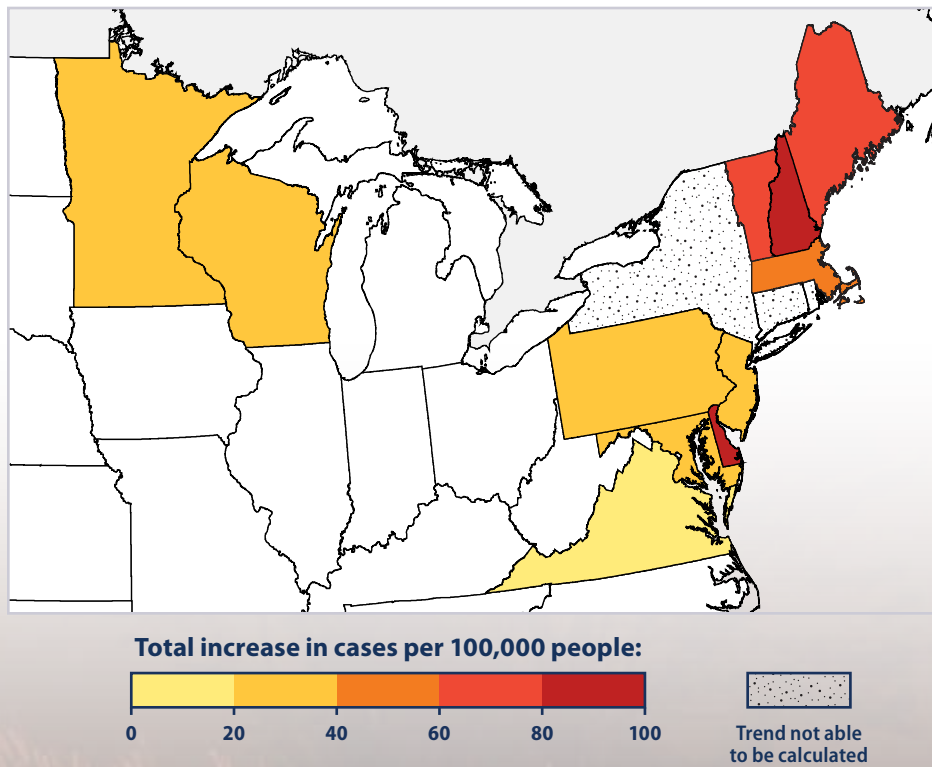 Total increase in cases per 100,000 people:
0 20 40 60 80 100
Trend not able
to be calculated